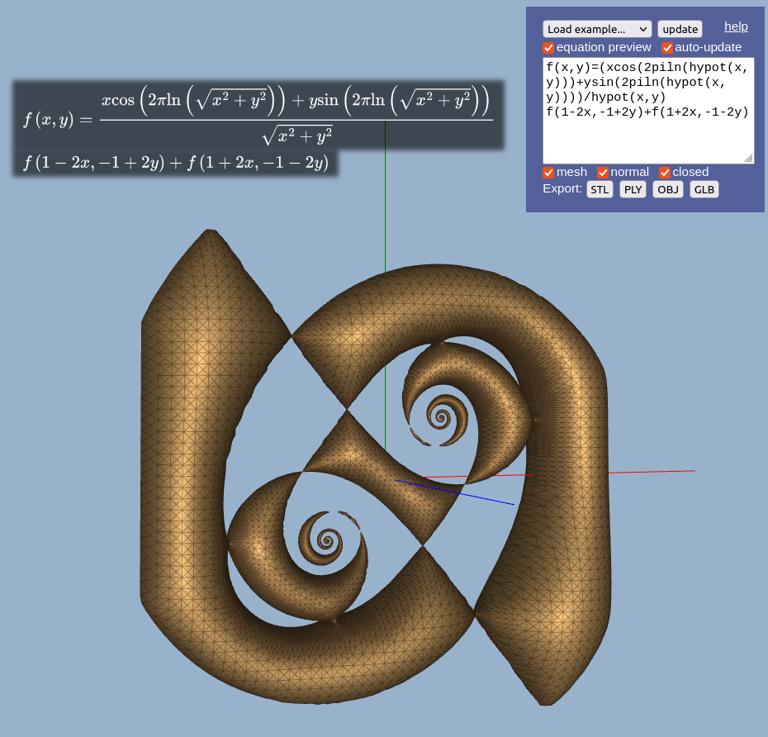 Load example... update help
equation preview auto-update
f(x,y)=(xcos(2piln(hypot(x,
y)))+ysin(2piln(hypot(x,
y))))/hypot(x,y)
f(1-2x,-1+2y)+f(1+2x,-1-2y)
mesh normal closed
Export: STL PLY OBJ GLB
f (x, y) = \frac{x\cos\left(2\pi\ln\left(\sqrt{x^2+y^2}\right)\right)+y\sin\left(2\pi\ln\left(\sqrt{x^2+y^2}\right)\right)}{\sqrt{x^2+y^2}}
f (1 − 2x, −1 + 2y) + f (1 + 2x, −1 − 2y)